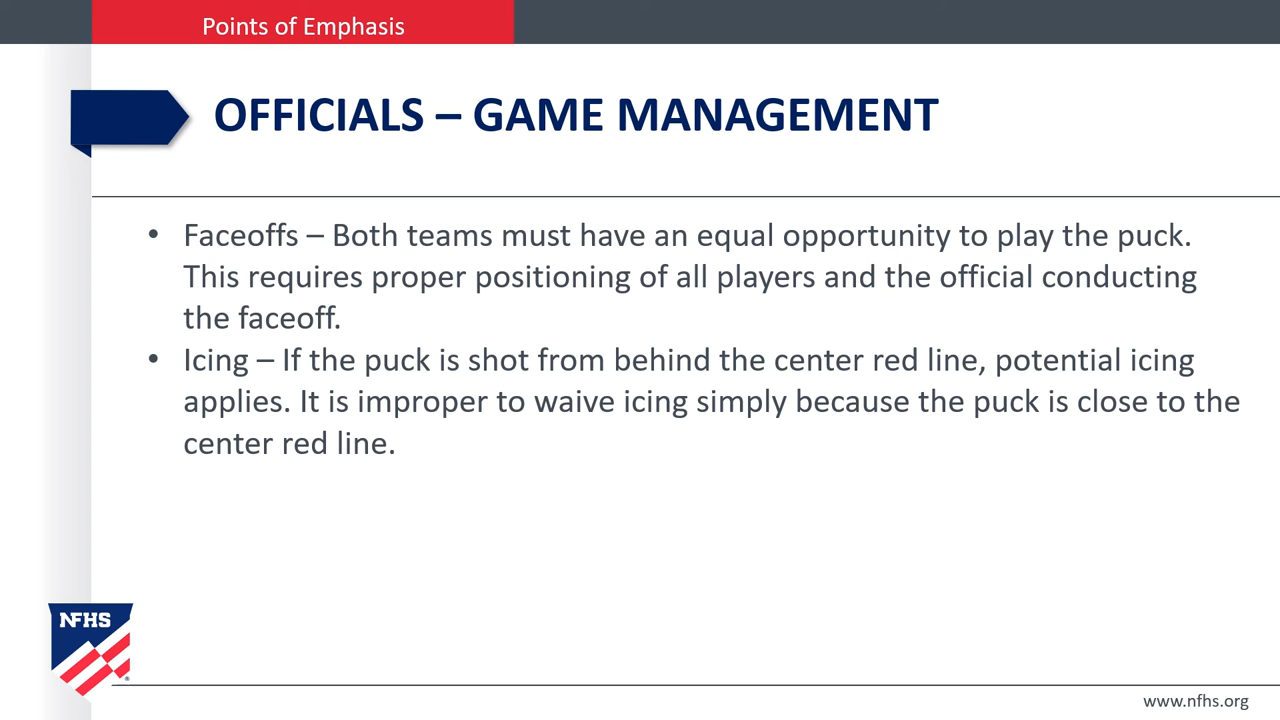 Points of Emphasis
OFFICIALS – GAME MANAGEMENT
• Faceoffs – Both teams must have an equal opportunity to play the puck.
This requires proper positioning of all players and the official conducting
the faceoff.
• Icing – If the puck is shot from behind the center red line, potential icing
applies. It is improper to waive icing simply because the puck is close to the
center red line.
NFHS
®
www.nfhs.org